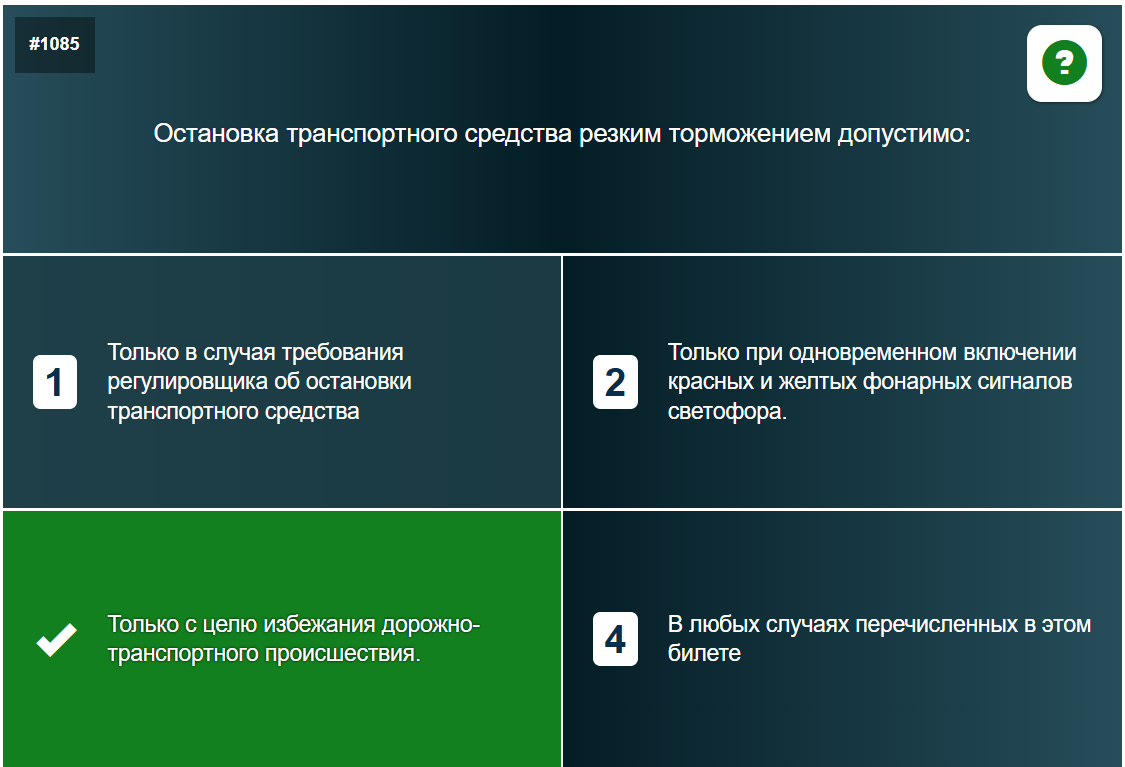 #1085
?
Остановка транспортного средства резким торможением допустимо:
1
Только в случая требования
регулировщика об остановки
транспортного средства
2
Только при одновременном включении
красных и желтых фонарных сигналов
светофора.
Только с целю избежания дорожно-
транспортного происшествия.
4
В любых случаях перечисленных в этом
билете